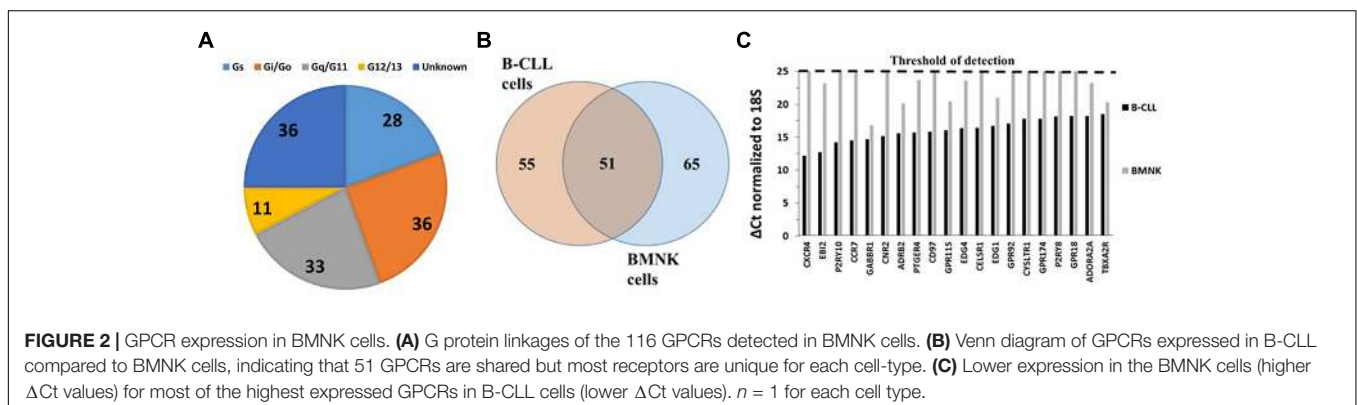 A
Gs Gi/Go Gq/G11 G12/13 Unknown
36
28
11
36
33
B
B-CLL
cells
55
51
65
BMNK
cells
C
Threshold of detection
ΔCt normalized to 18S
25
20
15
10
5
0
CXCR4
EBI2
P2RY10
CCR7
GABBR1
CNR2
ADRB2
PTGER4
CD97
GPR115
EDG4
CELSR1
EDG1
GPR92
CYSLTR1
GPR174
P2RY8
GPR18
ADORA2A
TBXA2R
B-CLL
BMNK
FIGURE 2 | GPCR expression in BMNK cells. (A) G protein linkages of the 116 GPCRs detected in BMNK cells. (B) Venn diagram of GPCRs expressed in B-CLL
compared to BMNK cells, indicating that 51 GPCRs are shared but most receptors are unique for each cell-type. (C) Lower expression in the BMNK cells (higher
ΔCt values) for most of the highest expressed GPCRs in B-CLL cells (lower ΔCt values). n = 1 for each cell type.